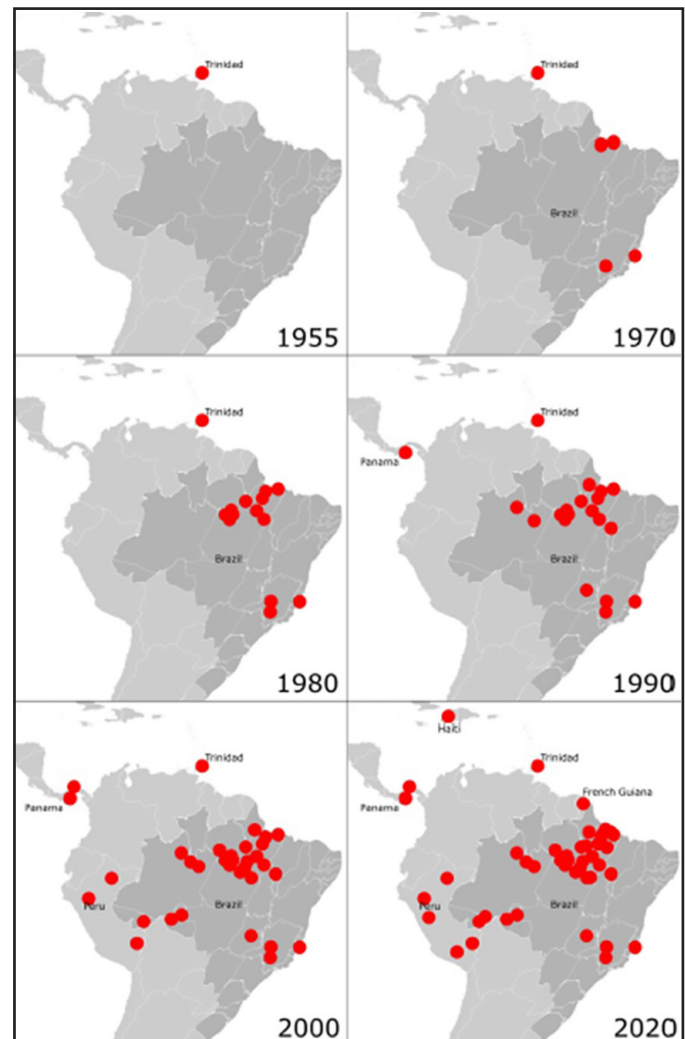 Trinidad
1955
Trinidad
Brazil
1970
Trinidad
Brazil
1980
Trinidad
Panama
Brazil
1990
Trinidad
Panama
Peru
Brazil
2000
Haiti
Trinidad
French Guiana
Panama
Peru
Brazil
2020